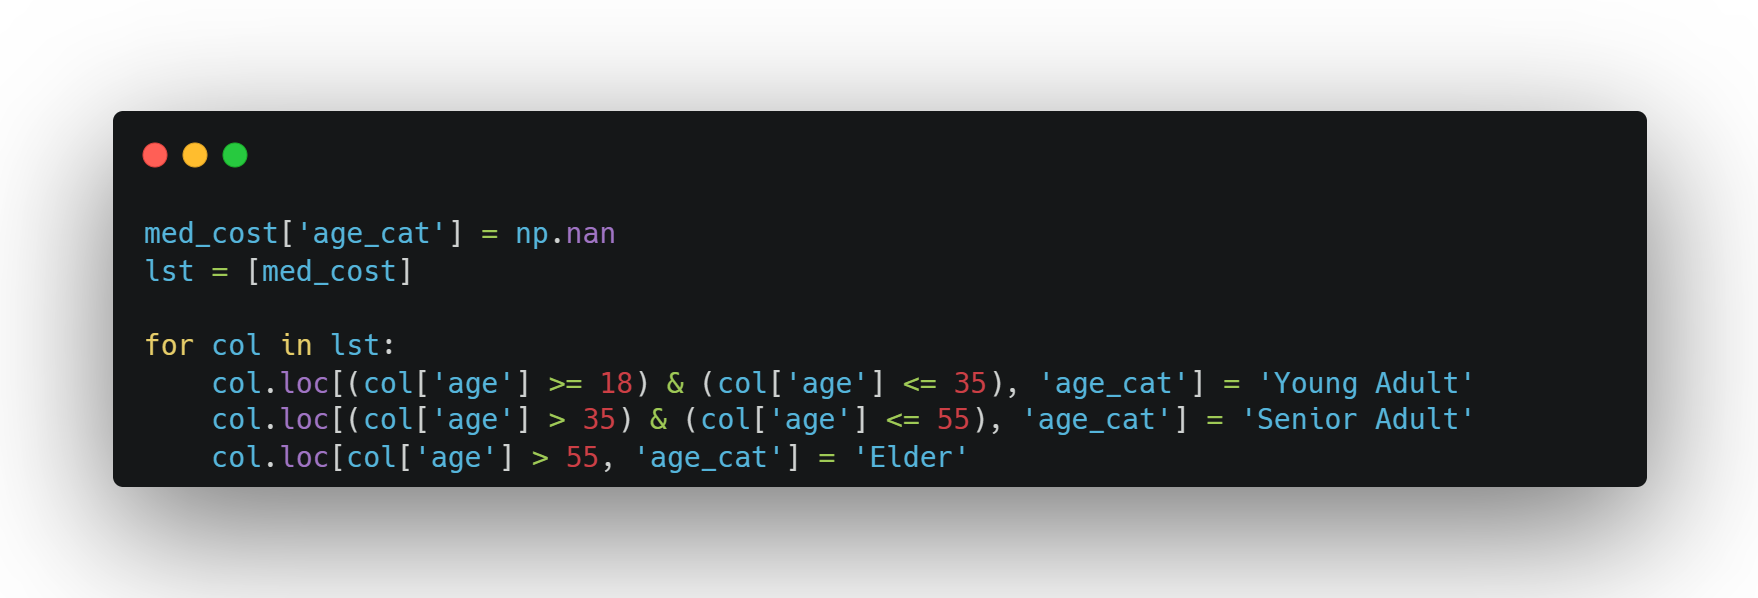 med_cost['age_cat'] = np.nan
lst = [med_cost]

for col in lst:
    col.loc[(col['age'] >= 18) & (col['age'] <= 35), 'age_cat'] = 'Young Adult'
    col.loc[(col['age'] > 35) & (col['age'] <= 55), 'age_cat'] = 'Senior Adult'
    col.loc[col['age'] > 55, 'age_cat'] = 'Elder'